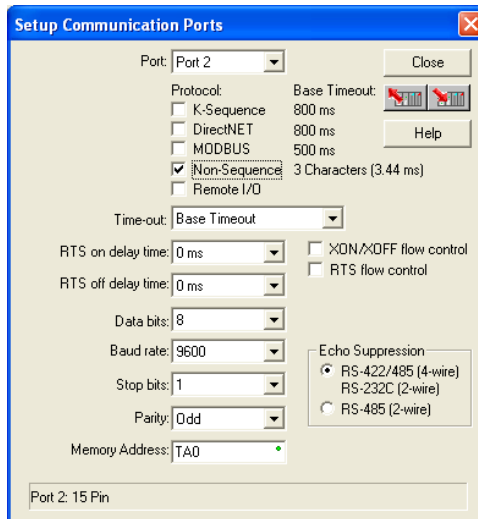 Setup Communication Ports
Port: Port 2
Close
Protocol: Base Timeout:
K-Sequence 800 ms
DirectNET 800 ms
MODBUS 500 ms
Non-Sequence 3 Characters (3.44 ms)
Remote I/O
Help
Time-out: Base Timeout
RTS on delay time: 0 ms
XON/XOFF flow control
RTS off delay time: 0 ms
RTS flow control
Data bits: 8
Baud rate: 9600
Stop bits: 1
Parity: Odd
Memory Address: TA0
Echo Suppression
RS-422/485 (4-wire)
RS-232C (2-wire)
RS-485 (2-wire)
Port 2: 15 Pin